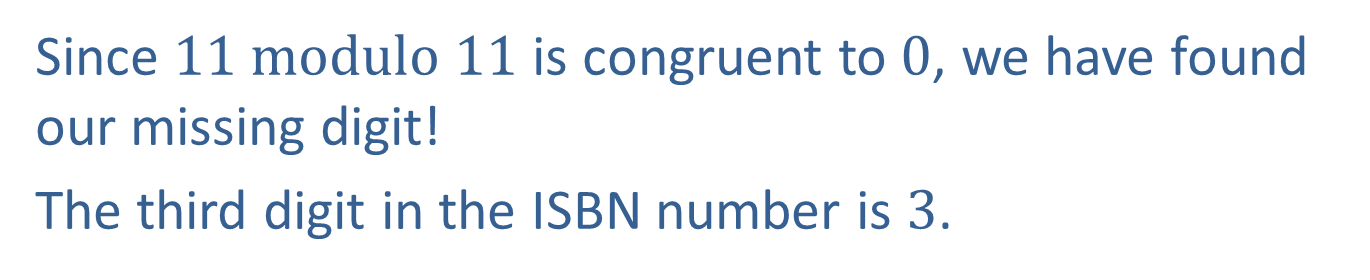 Since 11 modulo 11 is congruent to 0, we have found
our missing digit!
The third digit in the ISBN number is 3.